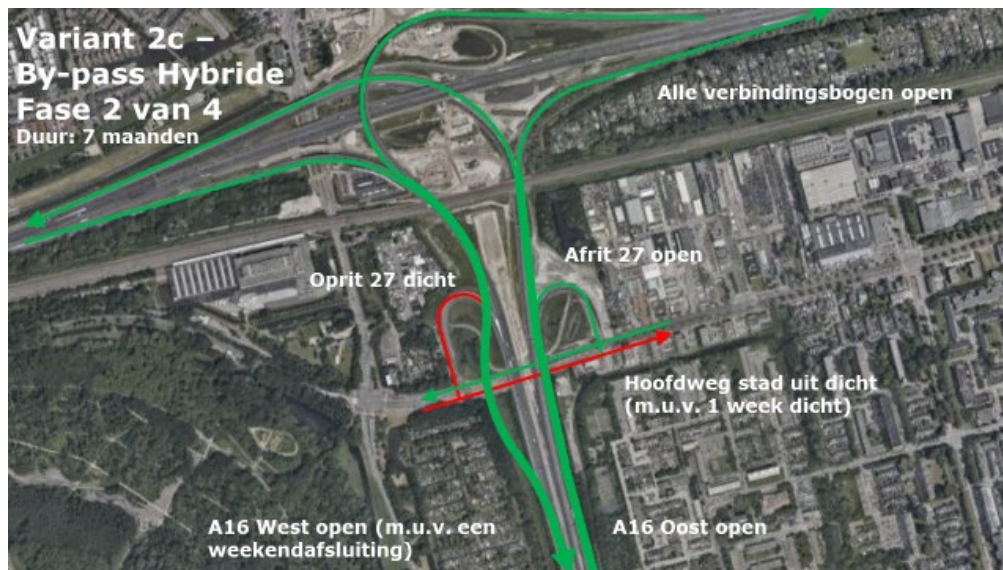 Variant 2c –
By-pass Hybride
Fase 2 van 4
Duur: 7 maanden
Alle verbindingsbogen open
Oprit 27 dicht
Afrit 27 open
Hoofdweg stad uit dicht
(m.u.v. 1 week dicht)
A16 West open (m.u.v. een
weekendafsluiting)
A16 Oost open